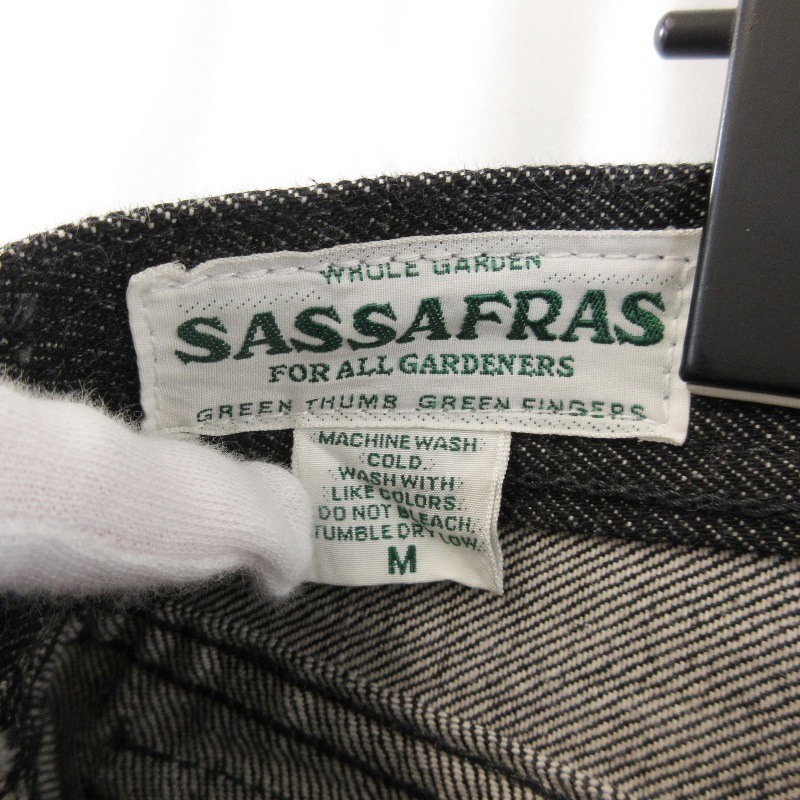 WHOLE GARDEN
SASSAFRAS
FOR ALL GARDENERS
GREEN THUMB GREEN FINGERS
MACHINE WASH
COLD.
WASH WITH
LIKE COLORS.
DO NOT BLEACH.
TUMBLE DRY LOW.
M